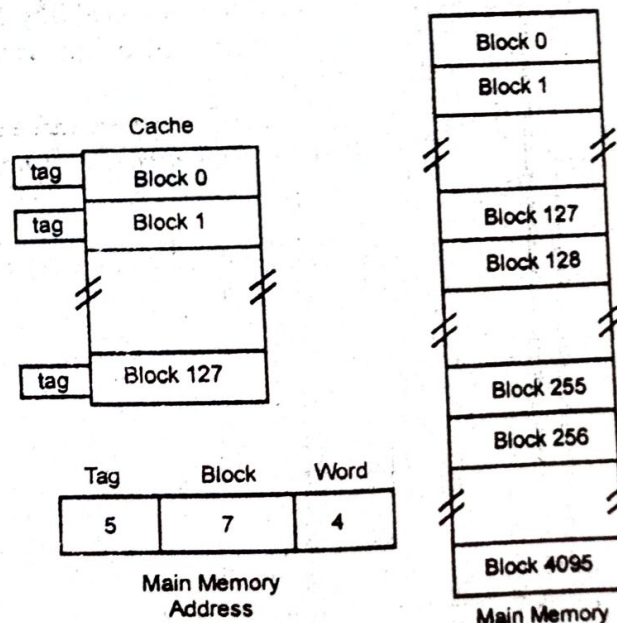 Cache
tag
Block 0
tag
Block 1
tag
Block 127
Tag Block Word
5 7 4
Main Memory
Address
Block 0
Block 1
Block 127
Block 128
Block 255
Block 256
Block 4095
Main Memory